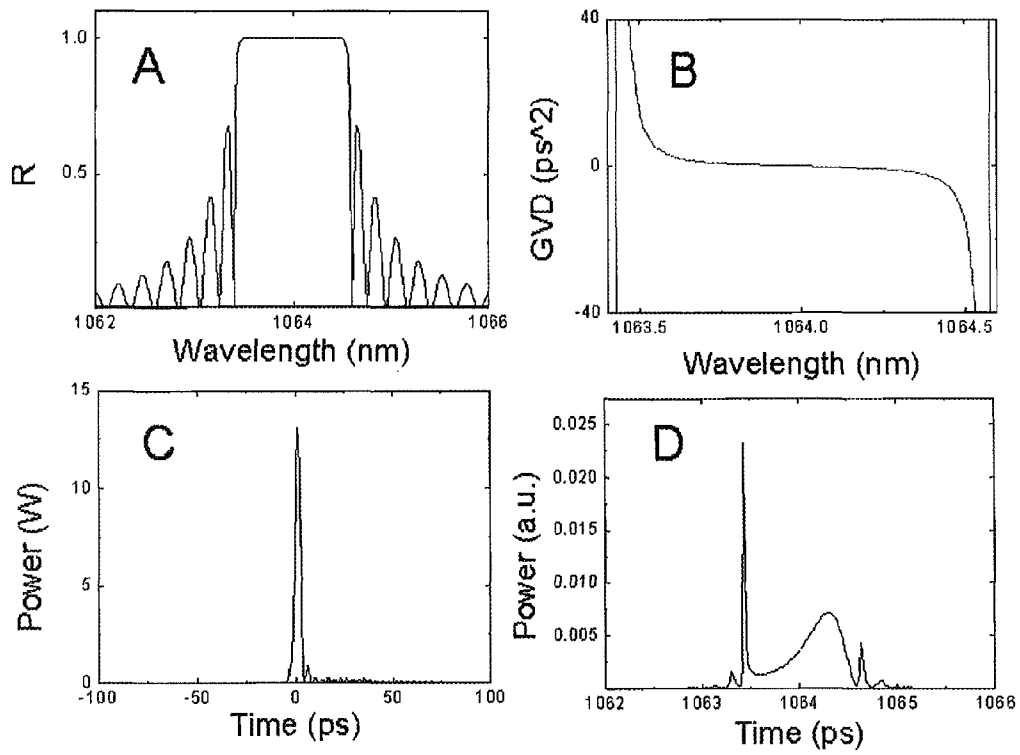 A
1.0
0.5
R
1062
1064
1066
Wavelength (nm)
B
40
0
-40
GVD (ps^2)
1063.5
1064.0
1064.5
Wavelength (nm)
C
15
10
5
0
Power (W)
-100
-50
0
50
100
Time (ps)
D
0.025
0.020
0.015
0.010
0.005
Power (a.u.)
1062
1063
1064
1065
1066
Time (ps)